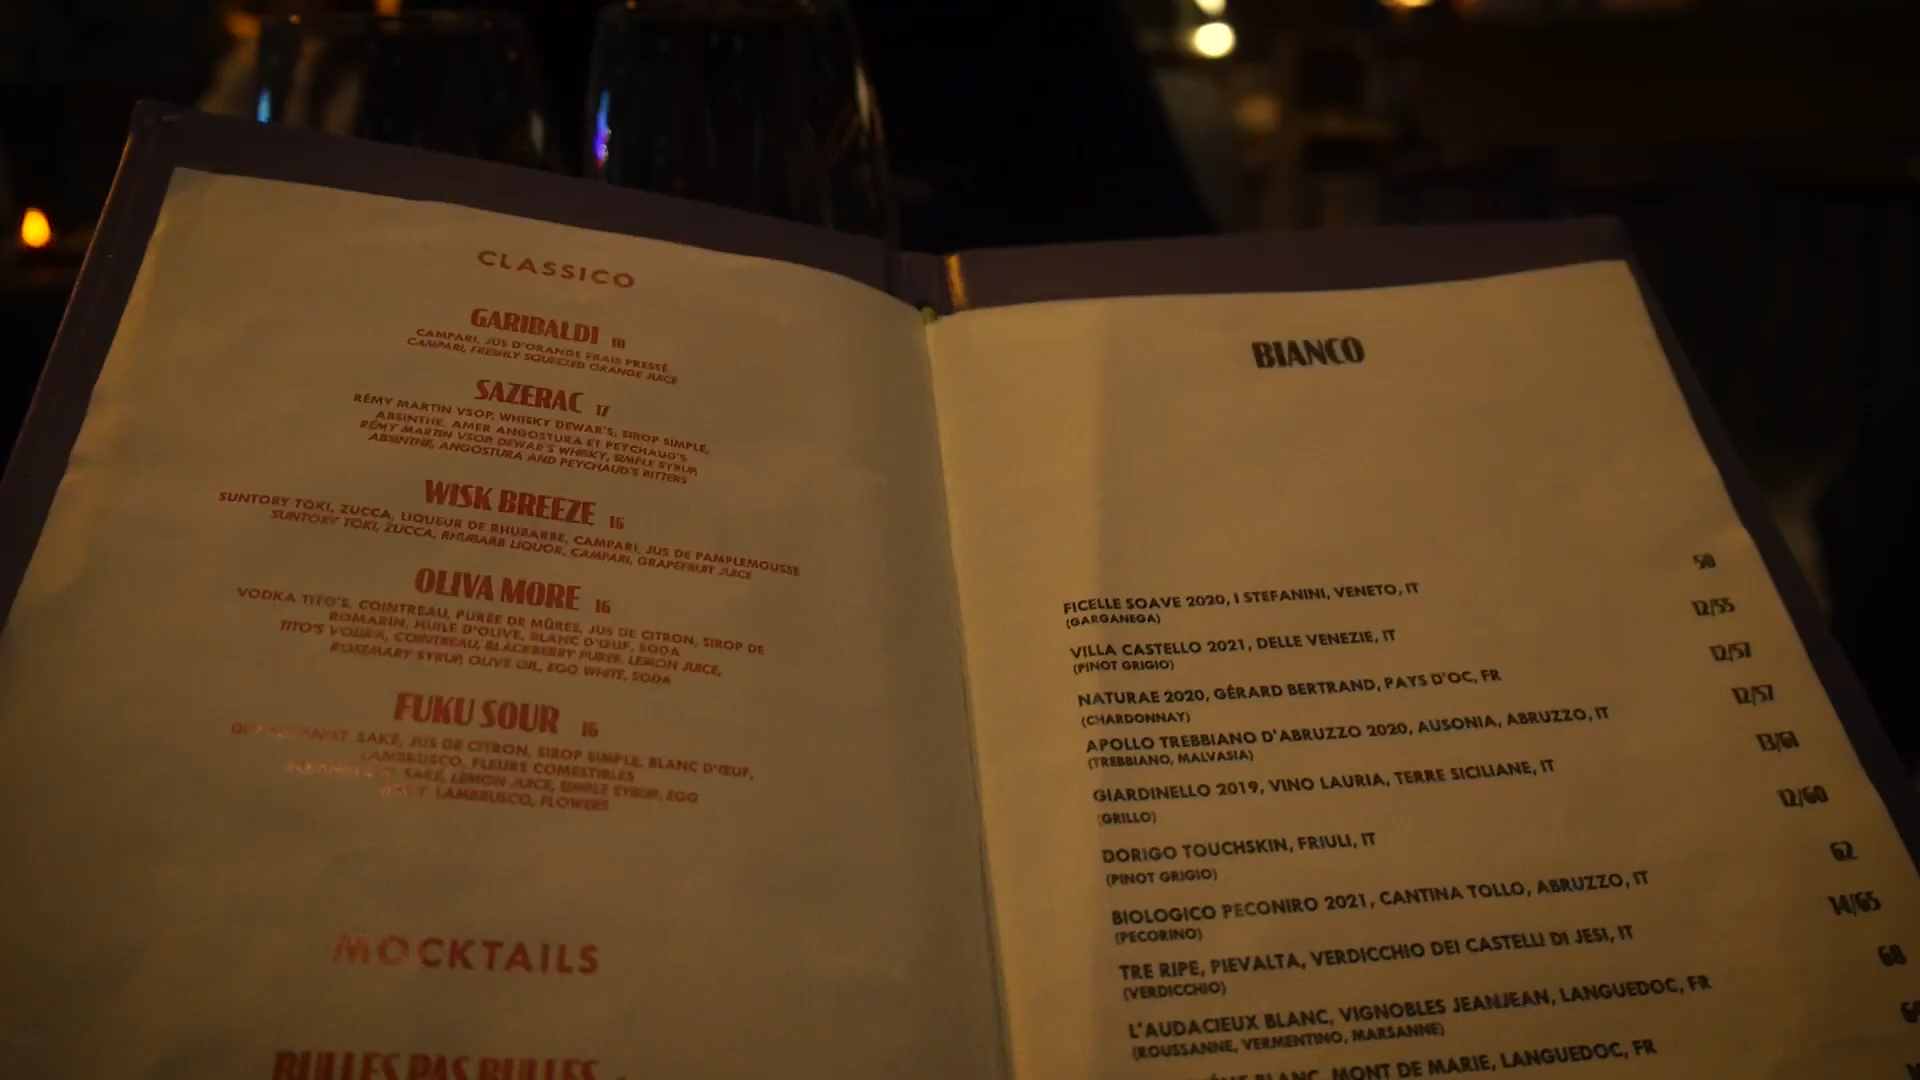 CLASSICO
GARIBALDI
CAMPARI, JUS D'ORANGE FRAIS PRESSÉ
CAMPARI, FRESHLY SQUEEZED ORANGE JUICE
SAZERAC 17
RÉMY MARTIN VSOP, WHISKY DEWAR'S, SIROP SIMPLE,
ABSINTHE, AMER ANGOSTURA ET PEYCHAUD'S
RÉMY MARTIN VSOP, DEWAR'S WHISKY, SIMPLE SYRUP,
ABSINTHE, ANGOSTURA AND PEYCHAUD'S BITTERS
WISK BREEZE 16
SUNTORY TOKI, ZUCCA, LIQUEUR DE RHUBARBE, CAMPARI, JUS DE PAMPLEMOUSSE
SUNTORY TOKI, ZUCCA, RHUBARB LIQUOR, CAMPARI, GRAPEFRUIT JUICE
OLIVA MORE 16
VODKA TITO'S, COINTREAU, PURÉE DE MÛRES, JUS DE CITRON, SIROP DE
ROMARIN, HUILE D'OLIVE, BLANC D'ŒUF, SODA
TITO'S VODKA, COINTREAU, BLACKBERRY PURÉE, LEMON JUICE,
ROSEMARY SYRUP, OLIVE OIL, EGG WHITE, SODA
FUKU SOUR 16
SAKÉ, JUS DE CITRON, SIROP SIMPLE, BLANC D'ŒUF,
LAMBRUSCO, FLEURS COMESTIBLES
SAKÉ, LEMON JUICE, SIMPLE SYRUP, EGG
LAMBRUSCO, FLOWERS
MOCKTAILS
BULLES PAS BULLES
BIANCO
50
FICELLE SOAVE 2020, I STEFANINI, VENETO, IT
(GARGANEGA)
12/55
VILLA CASTELLO 2021, DELLE VENEZIE, IT
(PINOT GRIGIO)
12/57
NATURAE 2020, GÉRARD BERTRAND, PAYS D'OC, FR
(CHARDONNAY)
12/57
APOLLO TREBBIANO D'ABRUZZO 2020, AUSONIA, ABRUZZO, IT
(TREBBIANO, MALVASIA)
13/61
GIARDINELLO 2019, VINO LAURIA, TERRE SICILIANE, IT
(GRILLO)
12/60
DORIGO TOUCHSKIN, FRIULI, IT
(PINOT GRIGIO)
62
BIOLOGICO PECONIRO 2021, CANTINA TOLLO, ABRUZZO, IT
(PECORINO)
14/65
TRE RIPE, PIEVALTA, VERDICCHIO DEI CASTELLI DI JESI, IT
(VERDICCHIO)
68
L'AUDACIEUX BLANC, VIGNOBLES JEANJEAN, LANGUEDOC, FR
(ROUSSANNE, VERMENTINO, MARSANNE)
BLANC, MONT DE MARIE, LANGUEDOC, FR